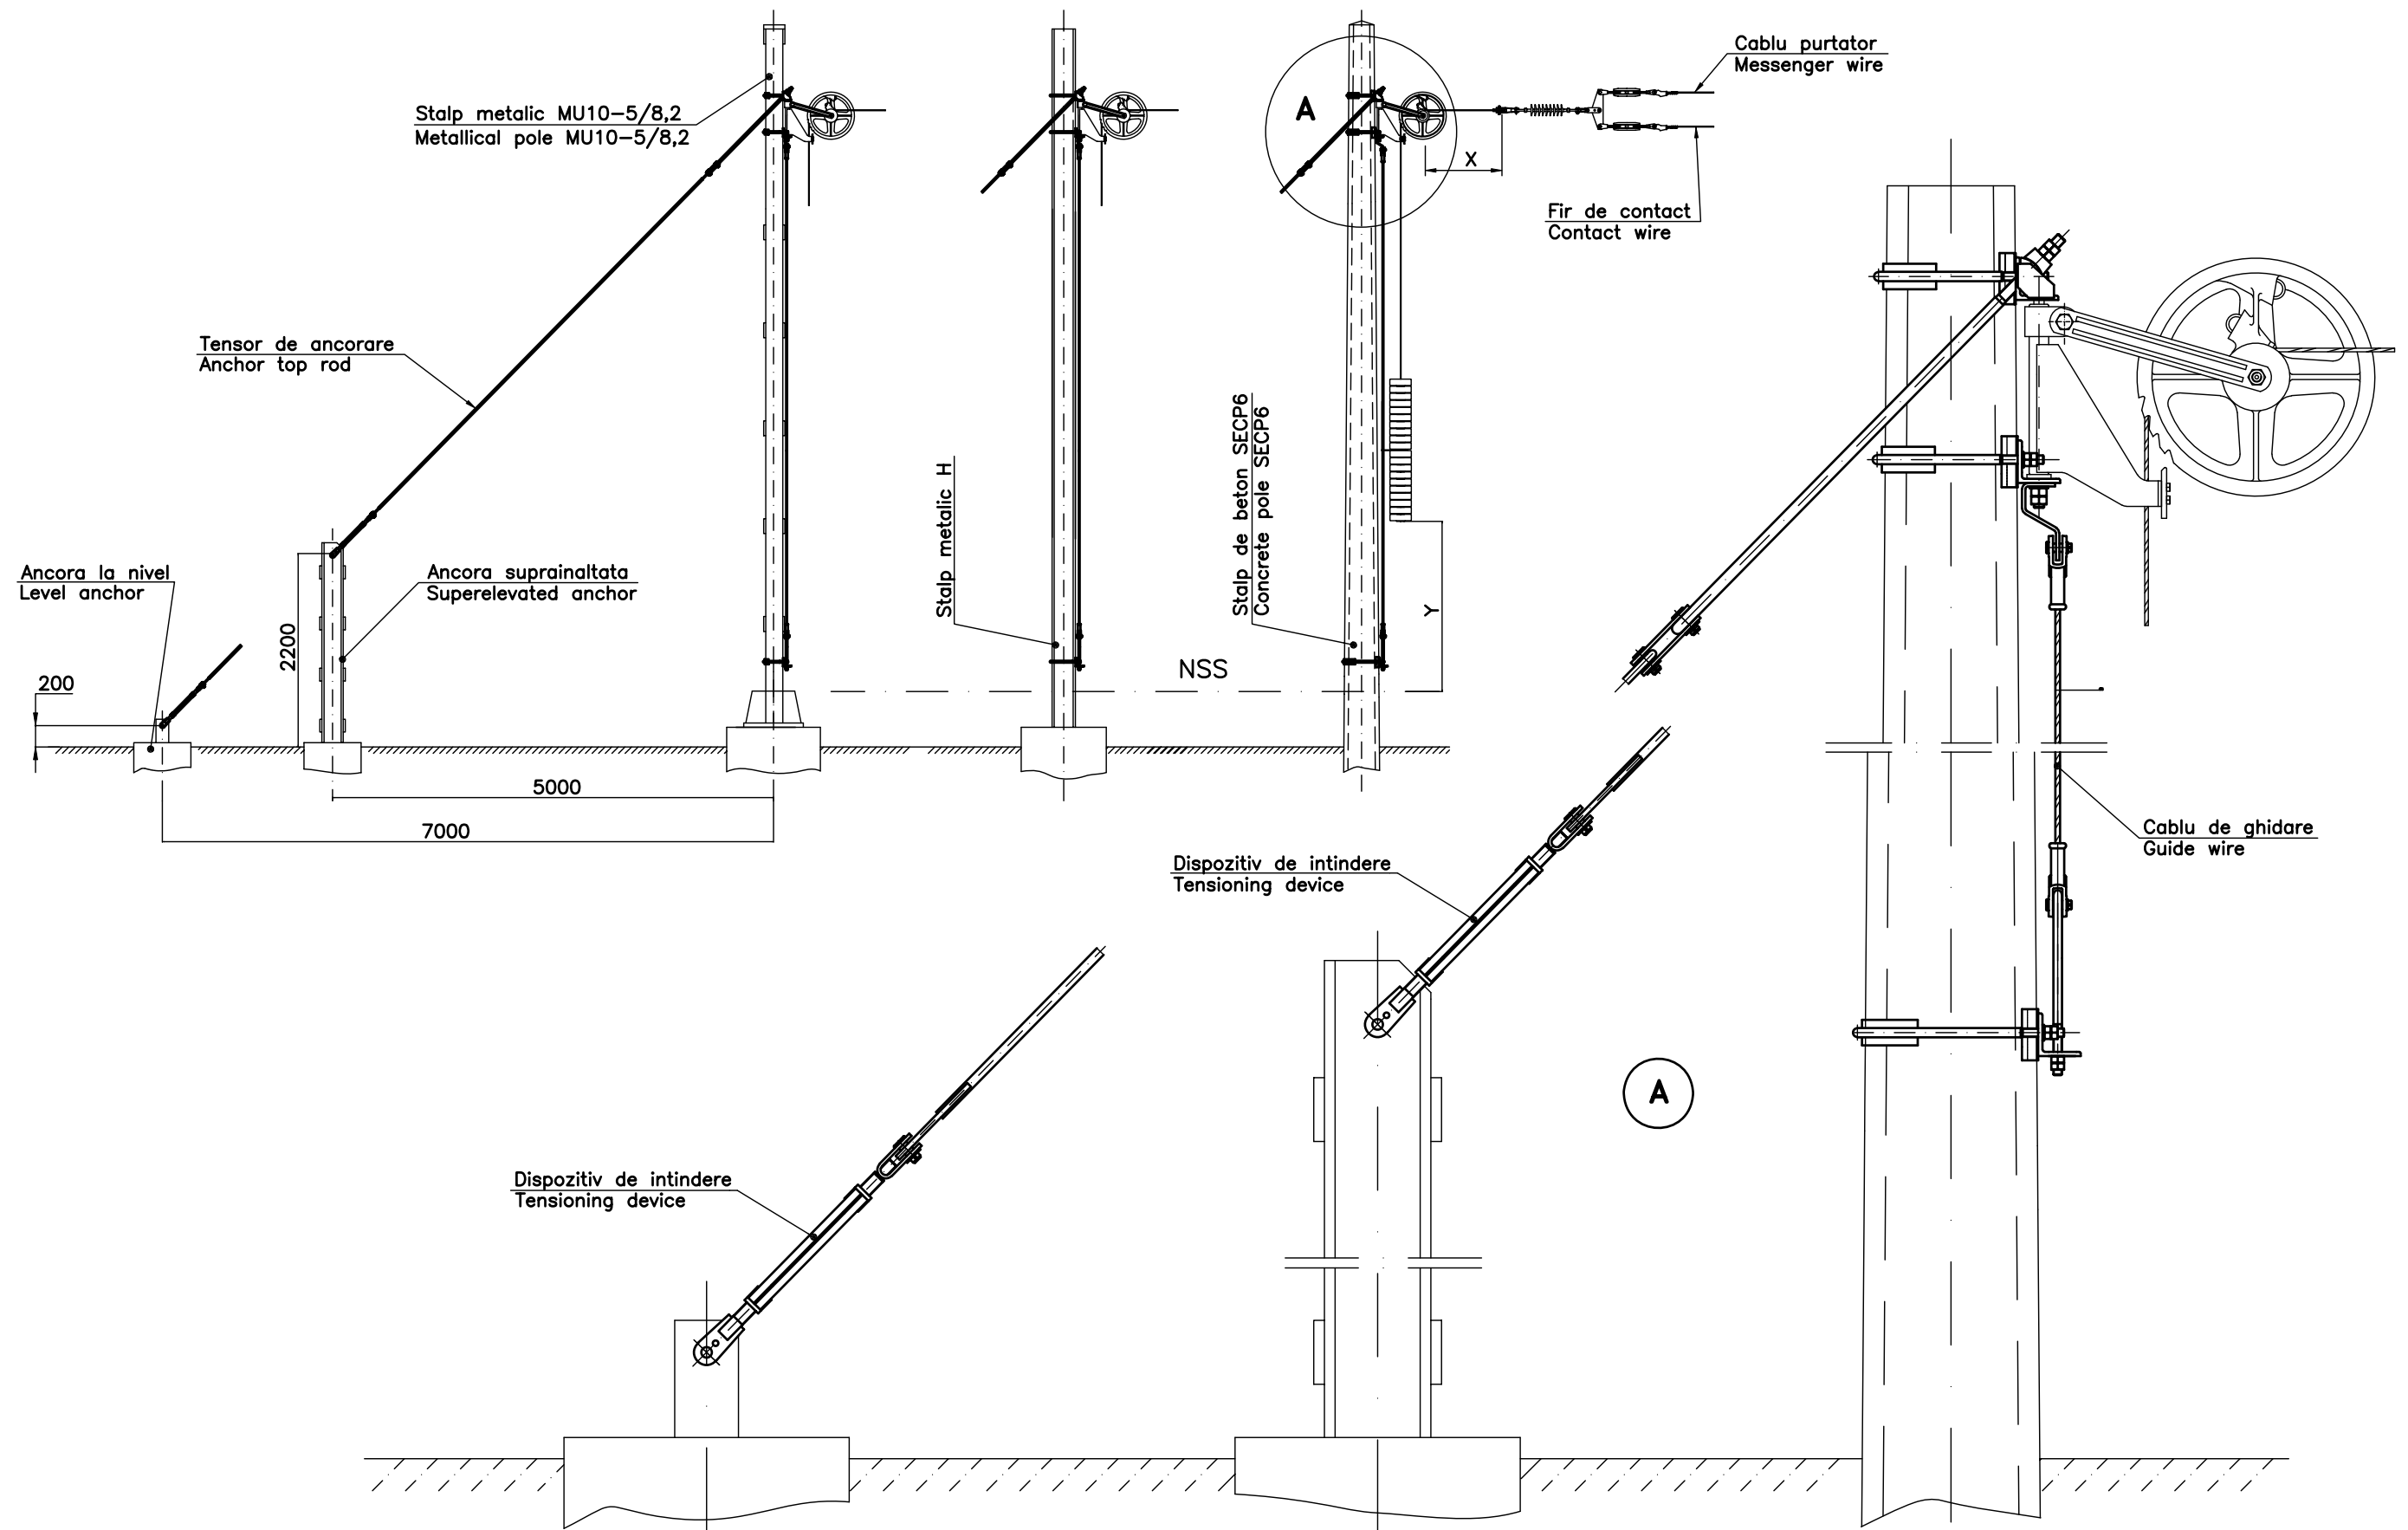 Cablu purtator
Messenger wire
Stalp metalic MU10-5/8,2
Metallical pole MU10-5/8,2
A
X
Fir de contact
Contact wire
Tensor de ancorare
Anchor top rod
Stalp metalic H
Stalp de beton SECP6
Concrete pole SECP6
Y
Ancora la nivel
Level anchor
Ancora suprainaltata
Superelevated anchor
2200
200
NSS
5000
7000
Cablu de ghidare
Guide wire
Dispozitiv de intindere
Tensioning device
A
Dispozitiv de intindere
Tensioning device